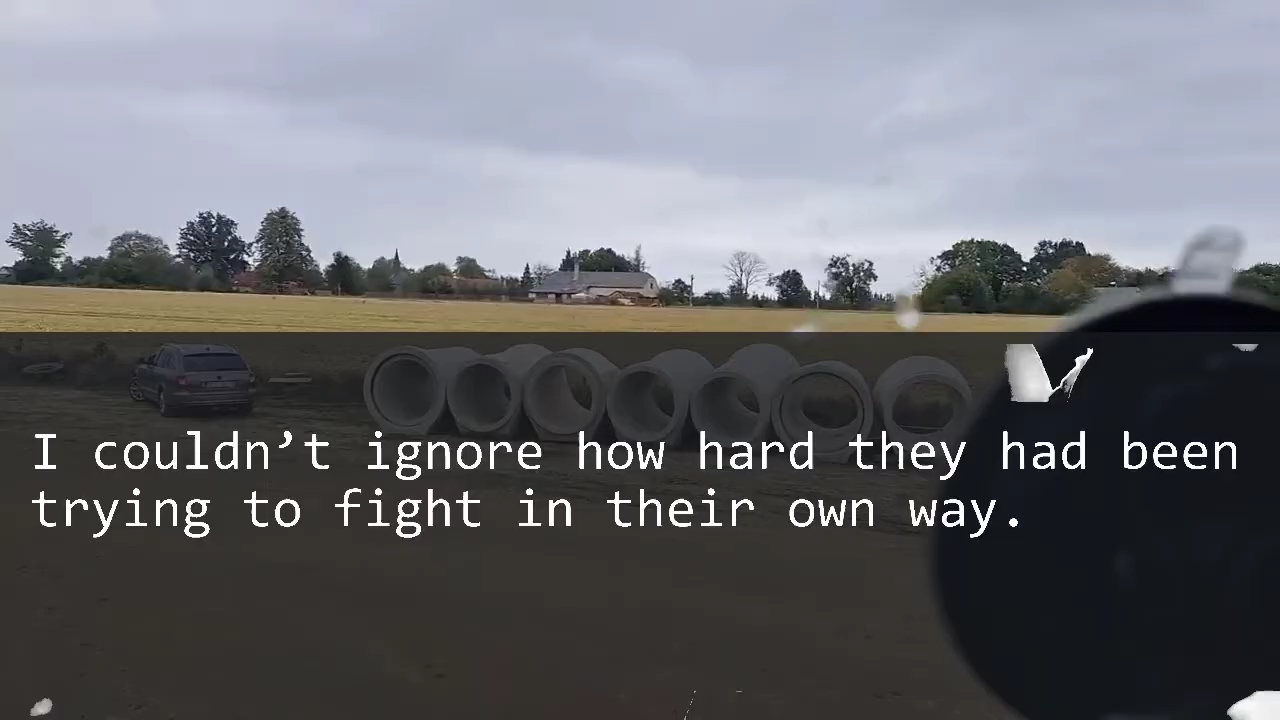 I couldn’t ignore how hard they had been
trying to fight in their own way.